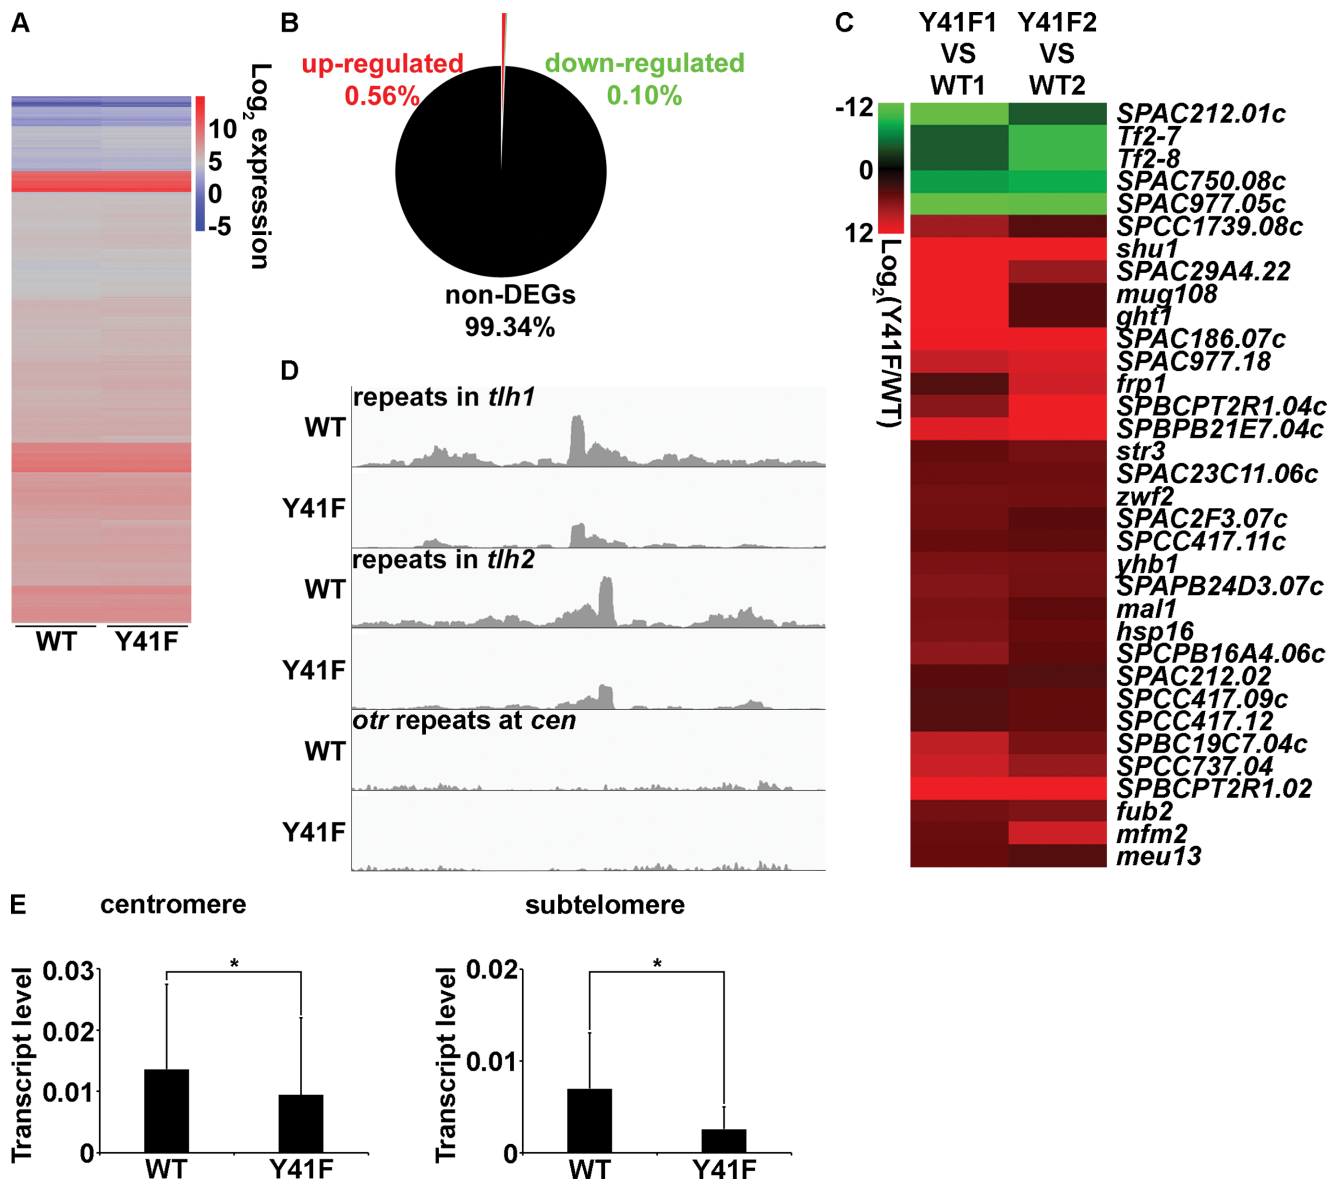 A
Log2 expression
10
5
0
-5
WT Y41F
B
up-regulated
0.56%
down-regulated
0.10%
non-DEGs
99.34%
C
Y41F1
VS
WT1
Y41F2
VS
WT2
-12
0
12
Log2(Y41F/WT)
SPAC212.01c
Tf2-7
Tf2-8
SPAC750.08c
SPAC977.05c
SPCC1739.08c
shu1
SPAC29A4.22
mug108
ght1
SPAC186.07c
SPAC977.18
frp1
SPBCPT2R1.04c
SPBPB21E7.04c
str3
SPAC23C11.06c
zwf2
SPAC2F3.07c
SPCC417.11c
yhb1
SPAPB24D3.07c
mal1
hsp16
SPCPB16A4.06c
SPAC212.02
SPCC417.09c
SPCC417.12
SPBC19C7.04c
SPCC737.04
SPBCPT2R1.02
fub2
mfm2
meu13
D
repeats in tlh1
WT
Y41F
repeats in tlh2
WT
Y41F
otr repeats at cen
WT
Y41F
E
centromere
Transcript level
0.03
0.02
0.01
0
*
WT Y41F
subtelomere
Transcript level
0.02
0.01
0
*
WT Y41F